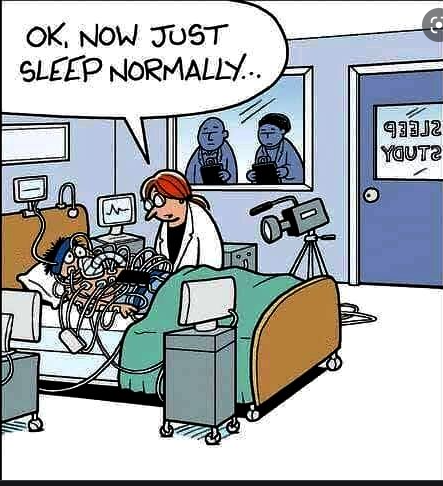 OK, NOW JUST
SLEEP NORMALLY...
SLEEP
STUDY